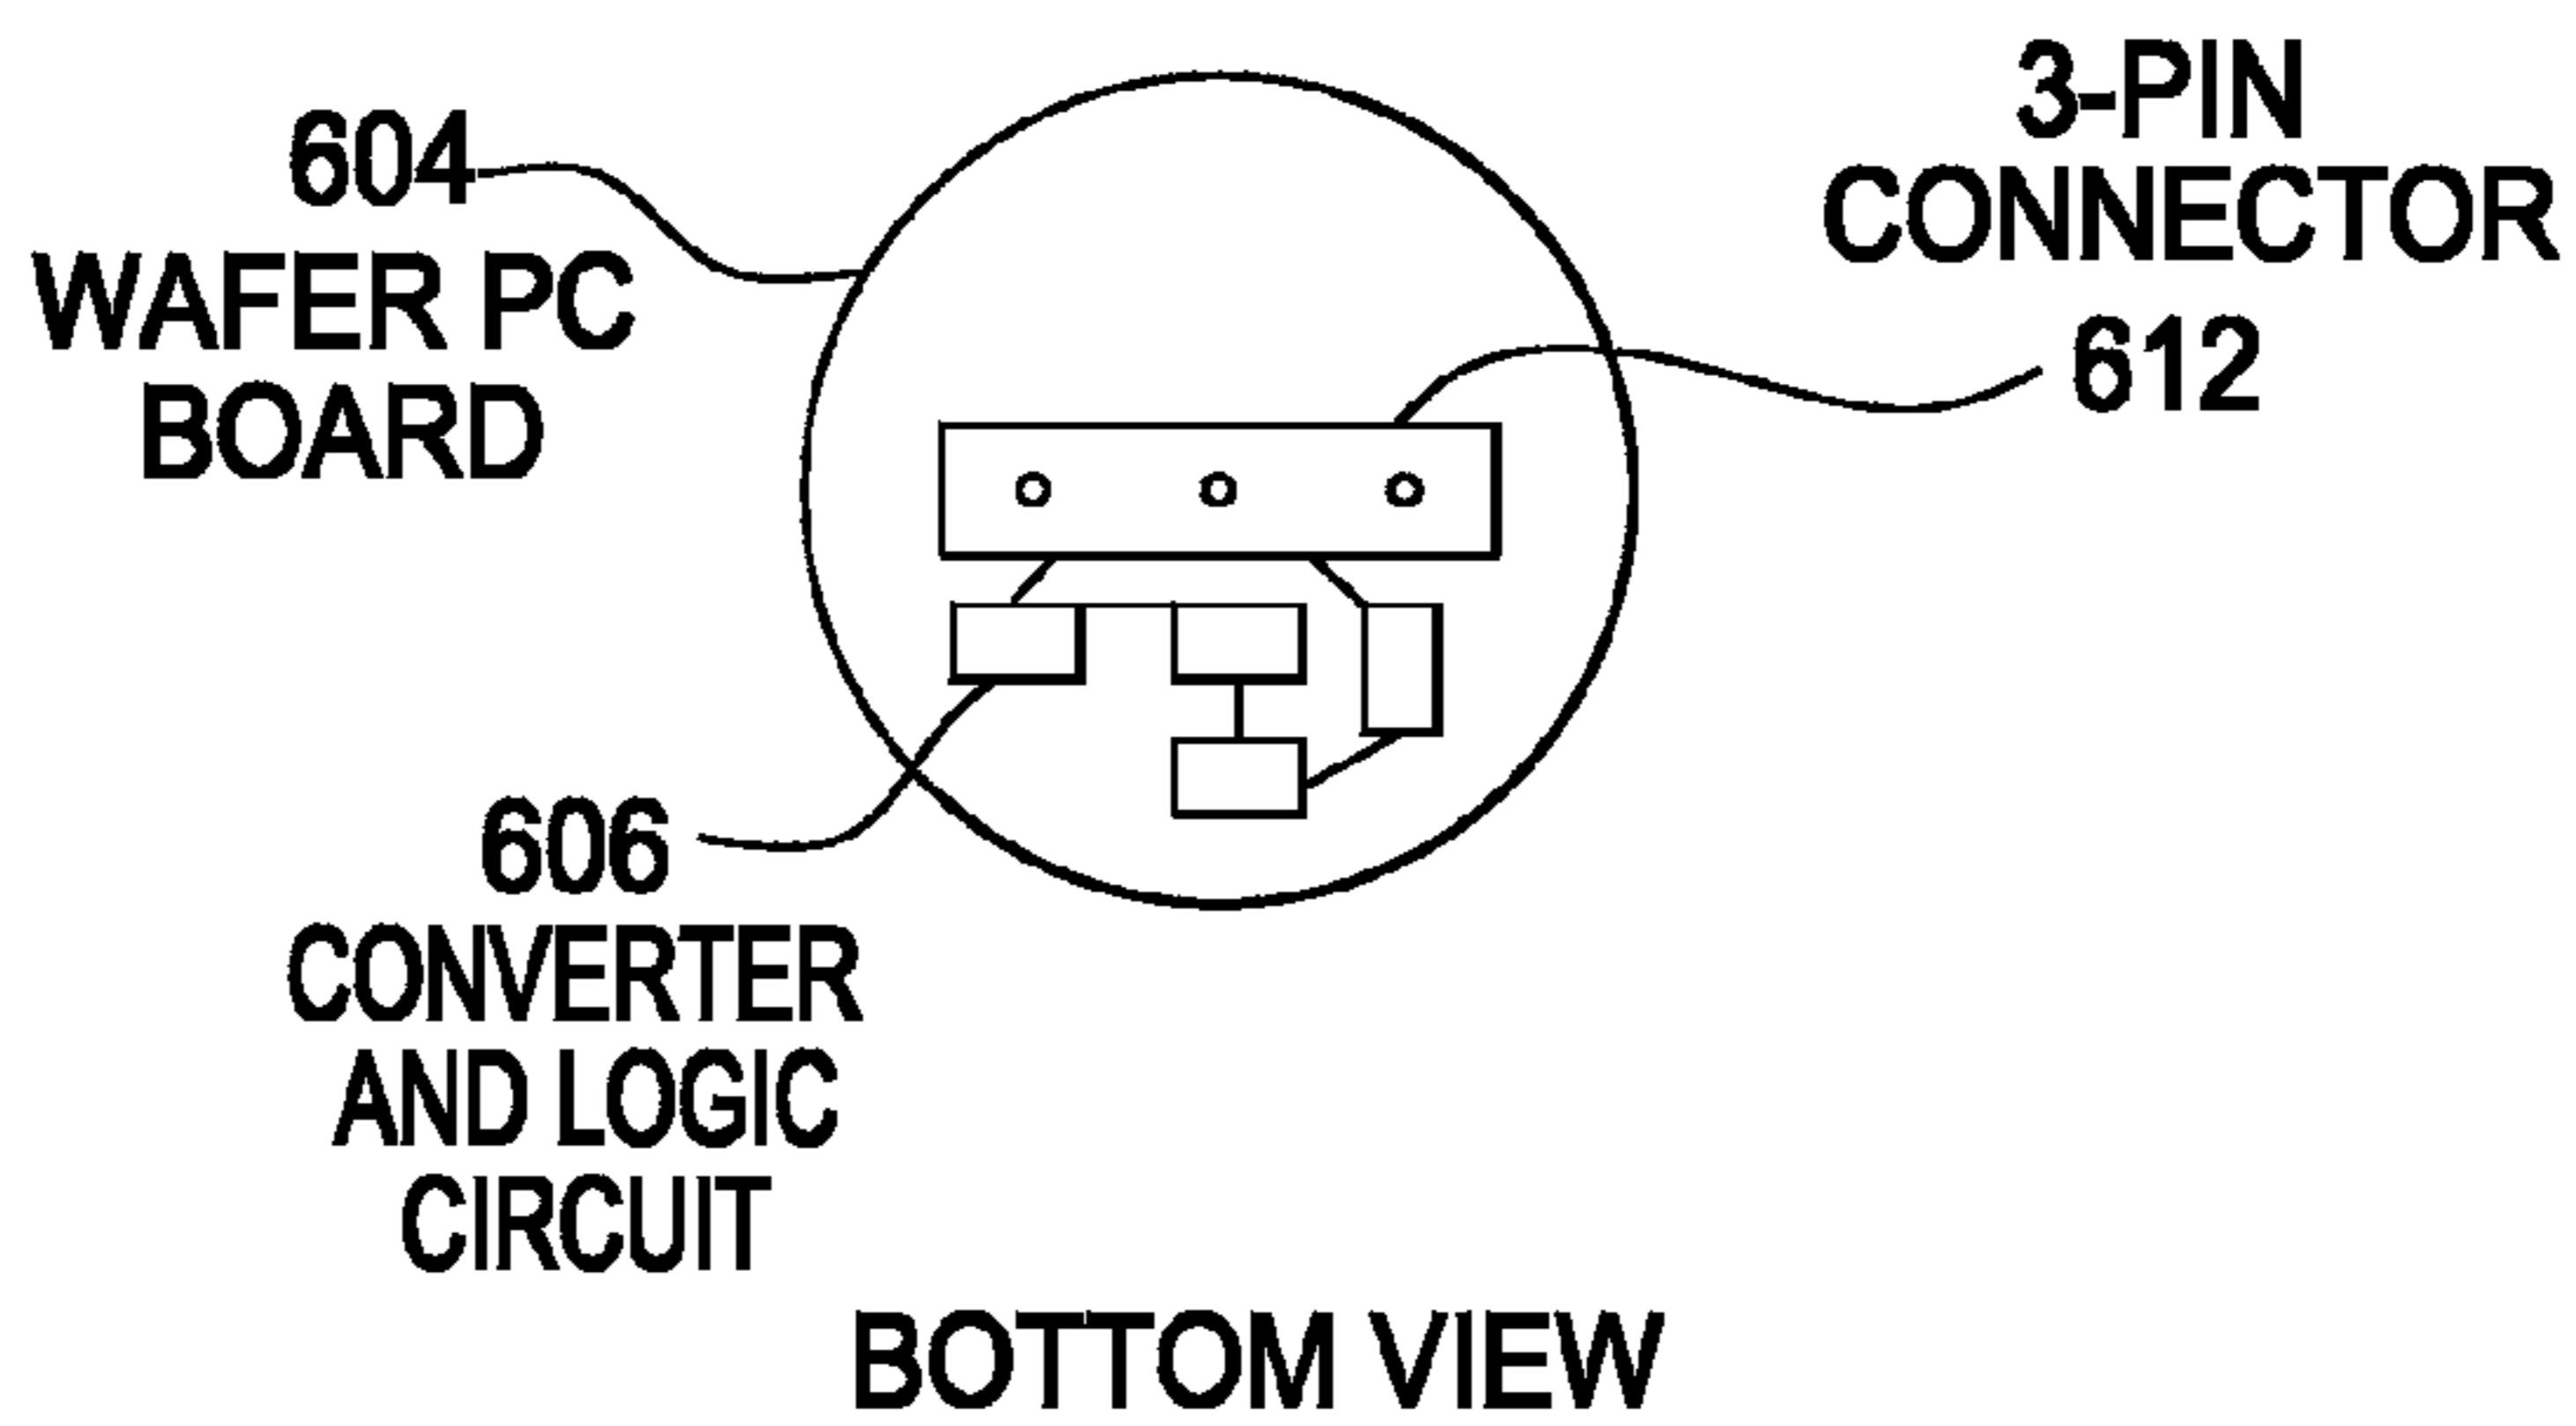 604
WAFER PC
BOARD
3-PIN
CONNECTOR
612
606
CONVERTER
AND LOGIC
CIRCUIT
BOTTOM VIEW